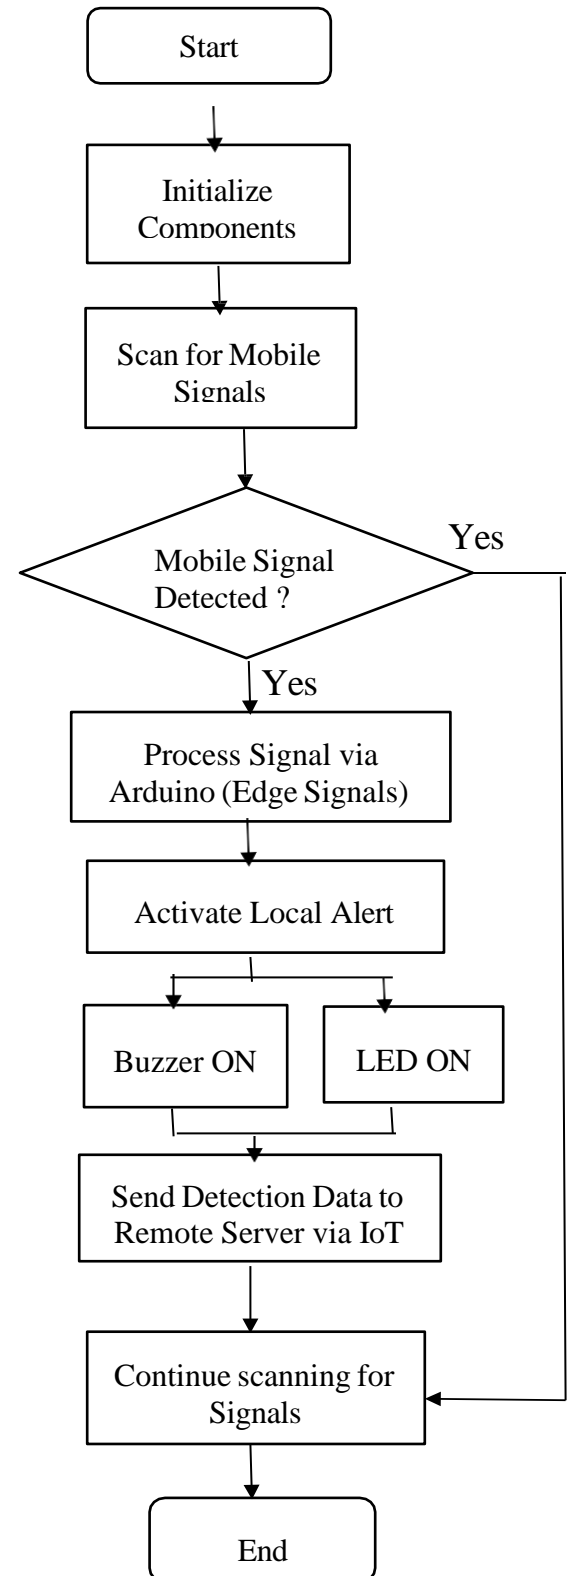 Start
Initialize
Components
Scan for Mobile
Signals
Mobile Signal
Detected ?
Yes
Yes
Process Signal via
Arduino (Edge Signals)
Activate Local Alert
Buzzer ON
LED ON
Send Detection Data to
Remote Server via IoT
Continue scanning for
Signals
End